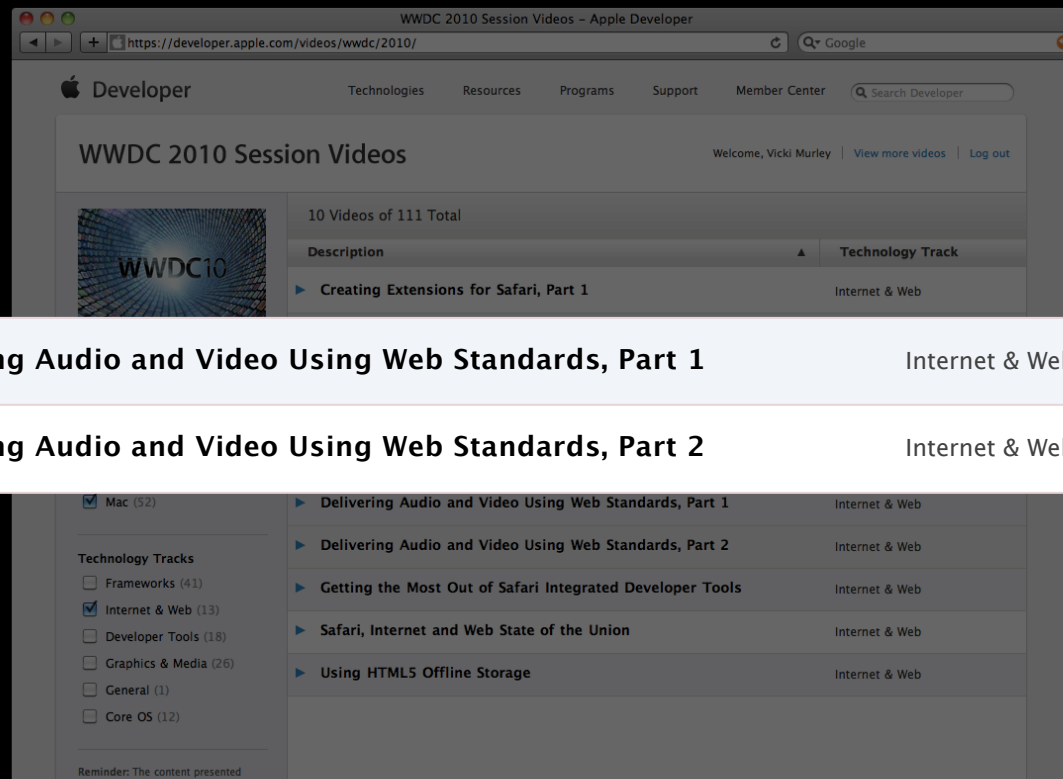 WWDC 2010 Session Videos – Apple Developer
https://developer.apple.com/videos/wwdc/2010/
Google
Developer
Technologies Resources Programs Support Member Center Search Developer
WWDC 2010 Session Videos
Welcome, Vicki Murley | View more videos | Log out
10 Videos of 111 Total
WWDC10
Description ▲ Technology Track
Creating Extensions for Safari, Part 1 Internet & Web
ng Audio and Video Using Web Standards, Part 1 Internet & We
ng Audio and Video Using Web Standards, Part 2 Internet & We
Mac (52)
Delivering Audio and Video Using Web Standards, Part 1 Internet & Web
Delivering Audio and Video Using Web Standards, Part 2 Internet & Web
Technology Tracks
Frameworks (41)
Getting the Most Out of Safari Integrated Developer Tools Internet & Web
Internet & Web (13)
Safari, Internet and Web State of the Union Internet & Web
Developer Tools (18)
Graphics & Media (26)
Using HTML5 Offline Storage Internet & Web
General (1)
Core OS (12)
Reminder: The content presented